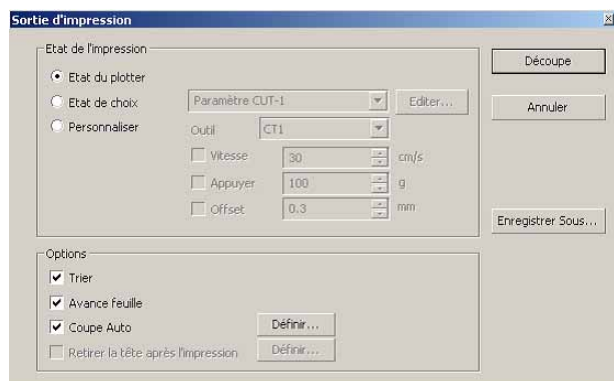 Sortie d'impression
Etat de l'impression
Etat du plotter
Etat de choix
Paramètre CUT-1
Editer...
Personnaliser
Outil
CT1
Vitesse
30
cm/s
Appuyer
100
g
Offset
0.3
mm
Découpe
Annuler
Enregistrer Sous...
Options
Trier
Avance feuille
Coupe Auto
Définir...
Retirer la tête après l'impression
Définir...